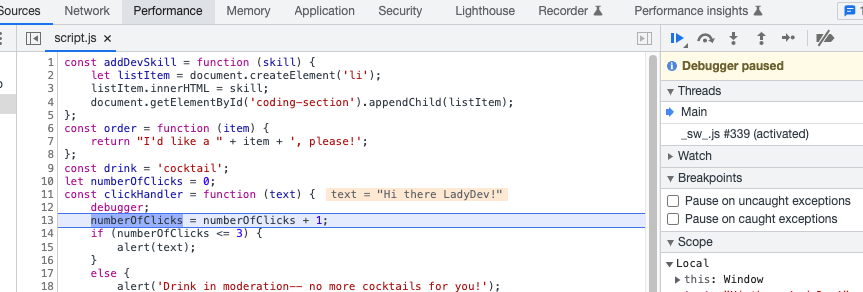 Sources Network Performance Memory Application Security Lighthouse Recorder Performance insights
script.js ×
1 const addDevSkill = function (skill) {
2 let listItem = document.createElement('li');
3 listItem.innerHTML = skill;
4 document.getElementById('coding-section').appendChild(listItem);
5 };
6 const order = function (item) {
7 return "I'd like a " + item + ', please!';
8 };
9 const drink = 'cocktail';
10 let numberOfClicks = 0;
11 const clickHandler = function (text) { text = "Hi there LadyDev!"
12 debugger;
13 numberOfClicks = numberOfClicks + 1;
14 if (numberOfClicks <= 3) {
15 alert(text);
16 }
17 else {
18 alert('Drink in moderation–– no more cocktails for you!');
Debugger paused
Threads
Main
_sw_.js #339 (activated)
Watch
Breakpoints
Pause on uncaught exceptions
Pause on caught exceptions
Scope
Local
this: Window